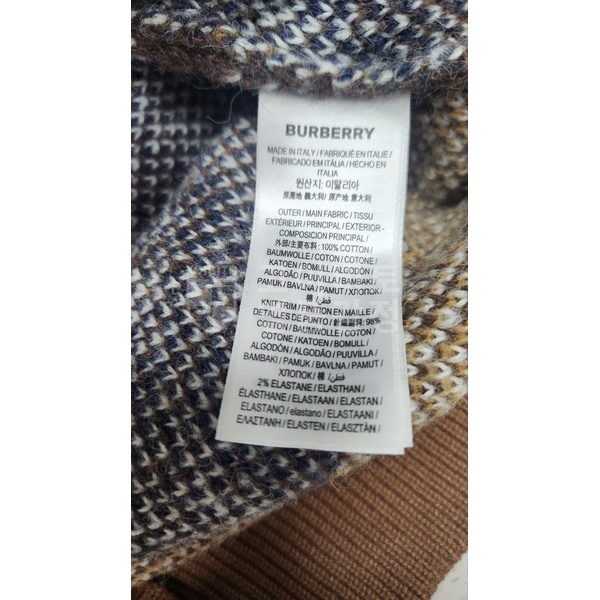 BURBERRY
MADE IN ITALY / FABRIQUÉ EN ITALIE /
FABRICADO EM ITÁLIA / HECHO EN
ITALIA
원산지: 이탈리아
原產地 義大利/ 原产地 意大利
OUTER / MAIN FABRIC / TISSU
EXTÉRIEUR / PRINCIPAL / EXTERIOR -
COMPOSICIÓN PRINCIPAL /
外部/主要布料: 100% COTTON /
BAUMWOLLE / COTON / COTONE /
KATOEN / BOMULL / ALGODÓN /
ALGODÃO / PUUVILLA / BAMBAKI /
PAMUK / BAVLNA / PAMUT / ХЛОПОК /
棉 / قطن /
KNIT TRIM / FINITION EN MAILLE /
DETALLES DE PUNTO / 針織副料: 98%
COTTON / BAUMWOLLE / COTON /
COTONE / KATOEN / BOMULL /
ALGODÓN / ALGODÃO / PUUVILLA /
BAMBAKI / PAMUK / BAVLNA / PAMUT /
ХЛОПОК / 棉 / قطن /
2% ELASTANE / ELASTHAN /
ÉLASTHANE / ELASTAAN / ELASTAN /
ELASTANO / elastano / ELASTAANI /
ΕΛΑΣΤΑΝΗ / ELASTEN / ELASZTÁN /